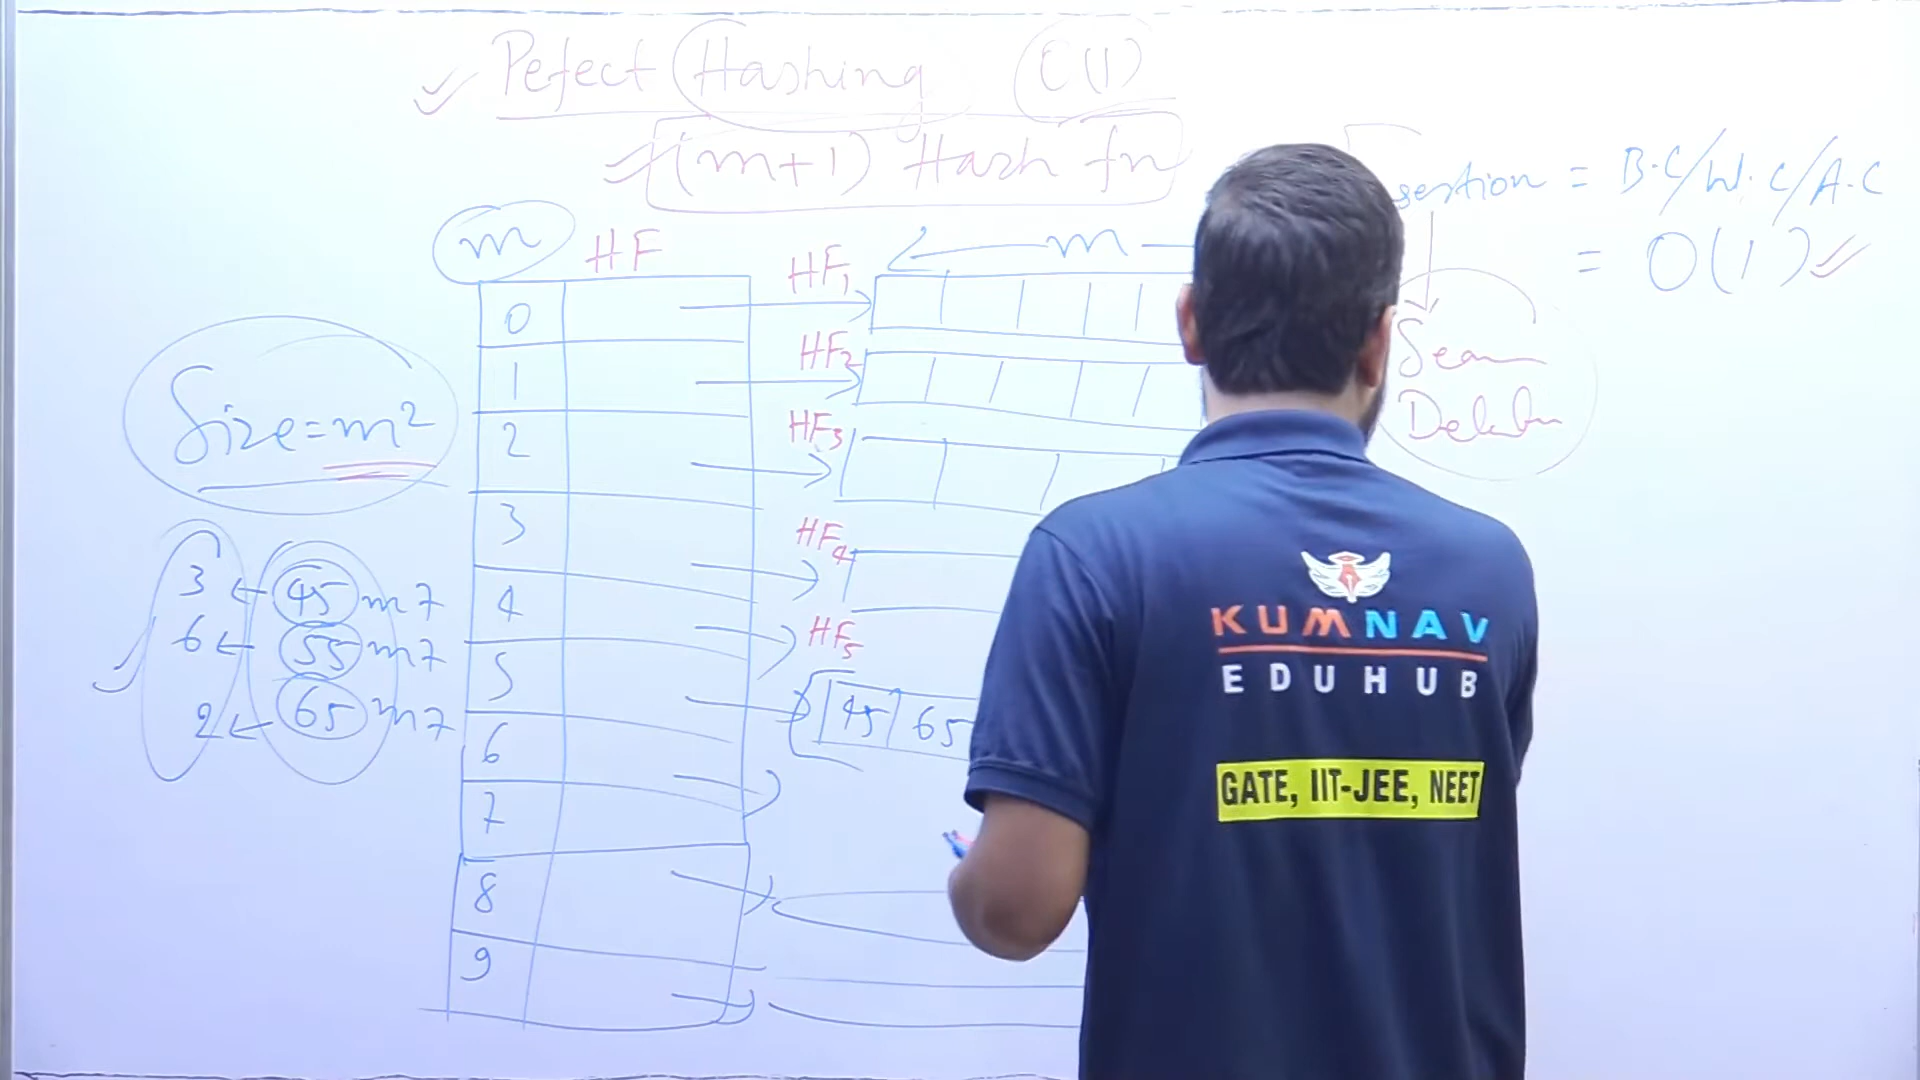 Pefect Hashing O(1)
(m+1) Hash fn
sertion = B.C/W.C/A.C
= O(1)
m HF
HF1 m
0
HF2
1
HF3
2
Size=m²
3
HF4
3 ← 45 m 7
4
6 ← 55 m 7
HF5
5
2 ← 65 m 7
45 65
6
7
8
9
Sear
KUMNAV
EDUHUB
GATE, IIT-JEE, NEET